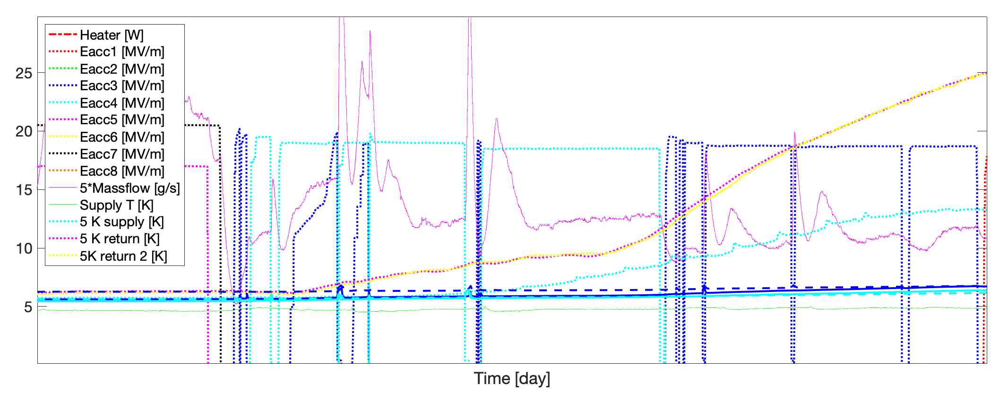 Heater [W]
Eacc1 [MV/m]
Eacc2 [MV/m]
Eacc3 [MV/m]
Eacc4 [MV/m]
Eacc5 [MV/m]
Eacc6 [MV/m]
Eacc7 [MV/m]
Eacc8 [MV/m]
5*Massflow [g/s]
Supply T [K]
5 K supply [K]
5 K return [K]
5K return 2 [K]
25
20
15
10
5
Time [day]